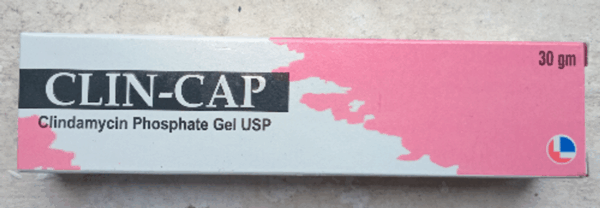 30 gm
CLIN-CAP
Clindamycin Phosphate Gel USP